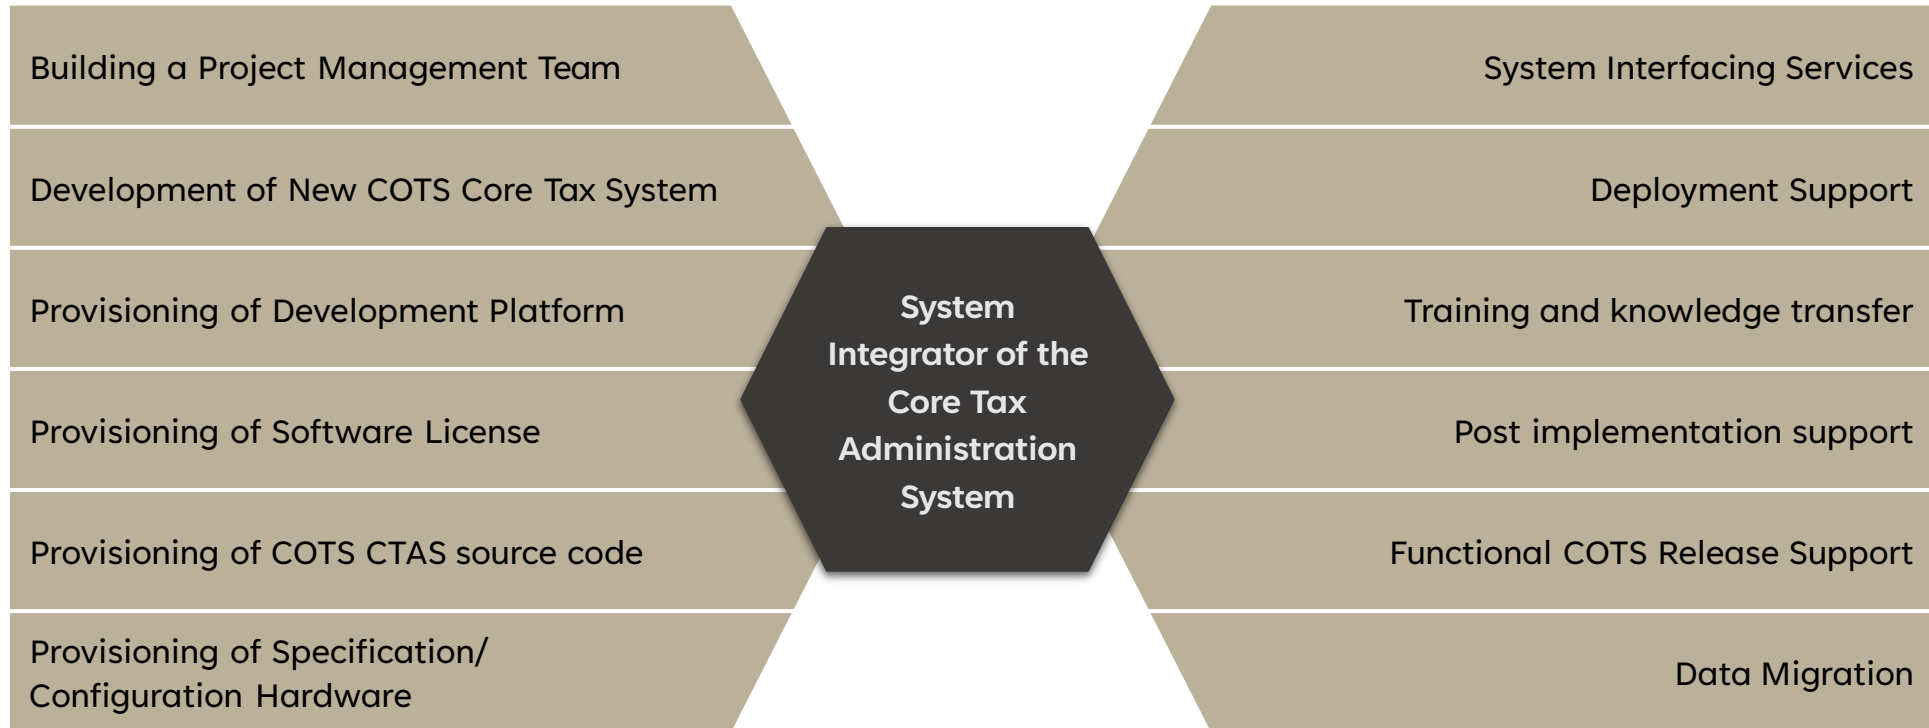 Building a Project Management Team
Development of New COTS Core Tax System
Provisioning of Development Platform
Provisioning of Software License
Provisioning of COTS CTAS source code
Provisioning of Specification/
Configuration Hardware
System
Integrator of the
Core Tax
Administration
System
System Interfacing Services
Deployment Support
Training and knowledge transfer
Post implementation support
Functional COTS Release Support
Data Migration